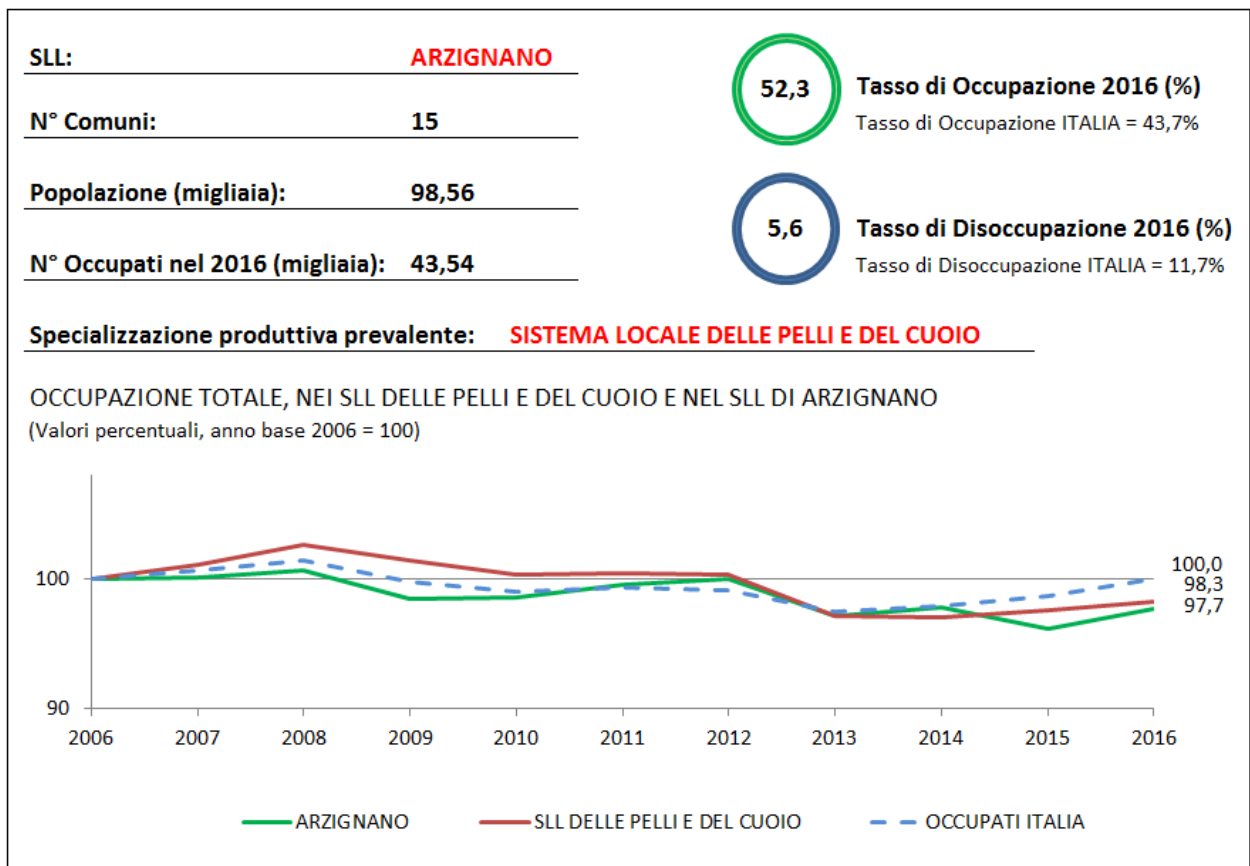 SLL: ARZIGNANO
N° Comuni: 15
Popolazione (migliaia): 98,56
N° Occupati nel 2016 (migliaia): 43,54
52,3 Tasso di Occupazione 2016 (%)
Tasso di Occupazione ITALIA = 43,7%
5,6 Tasso di Disoccupazione 2016 (%)
Tasso di Disoccupazione ITALIA = 11,7%
Specializzazione produttiva prevalente: SISTEMA LOCALE DELLE PELLI E DEL CUOIO
OCCUPAZIONE TOTALE, NEI SLL DELLE PELLI E DEL CUOIO E NEL SLL DI ARZIGNANO
(Valori percentuali, anno base 2006 = 100)
100
90
100,0
98,3
97,7
2006 2007 2008 2009 2010 2011 2012 2013 2014 2015 2016
ARZIGNANO SLL DELLE PELLI E DEL CUOIO OCCUPATI ITALIA